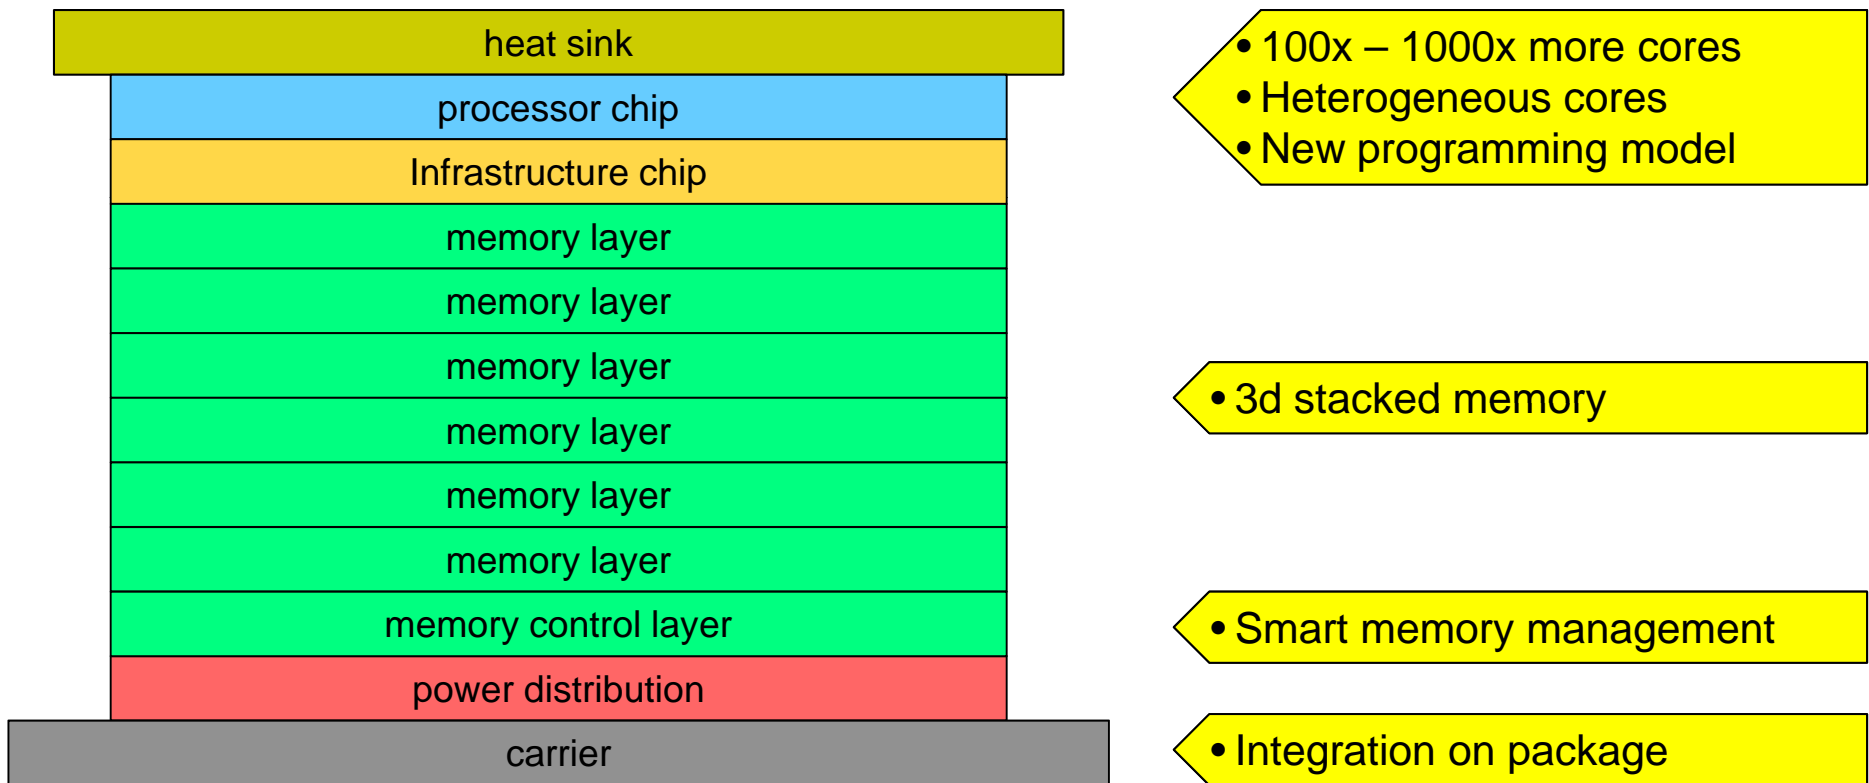 heat sink
processor chip
Infrastructure chip
memory layer
memory layer
memory layer
memory layer
memory layer
memory layer
memory control layer
power distribution
carrier
• 100x – 1000x more cores
• Heterogeneous cores
• New programming model
• 3d stacked memory
• Smart memory management
• Integration on package